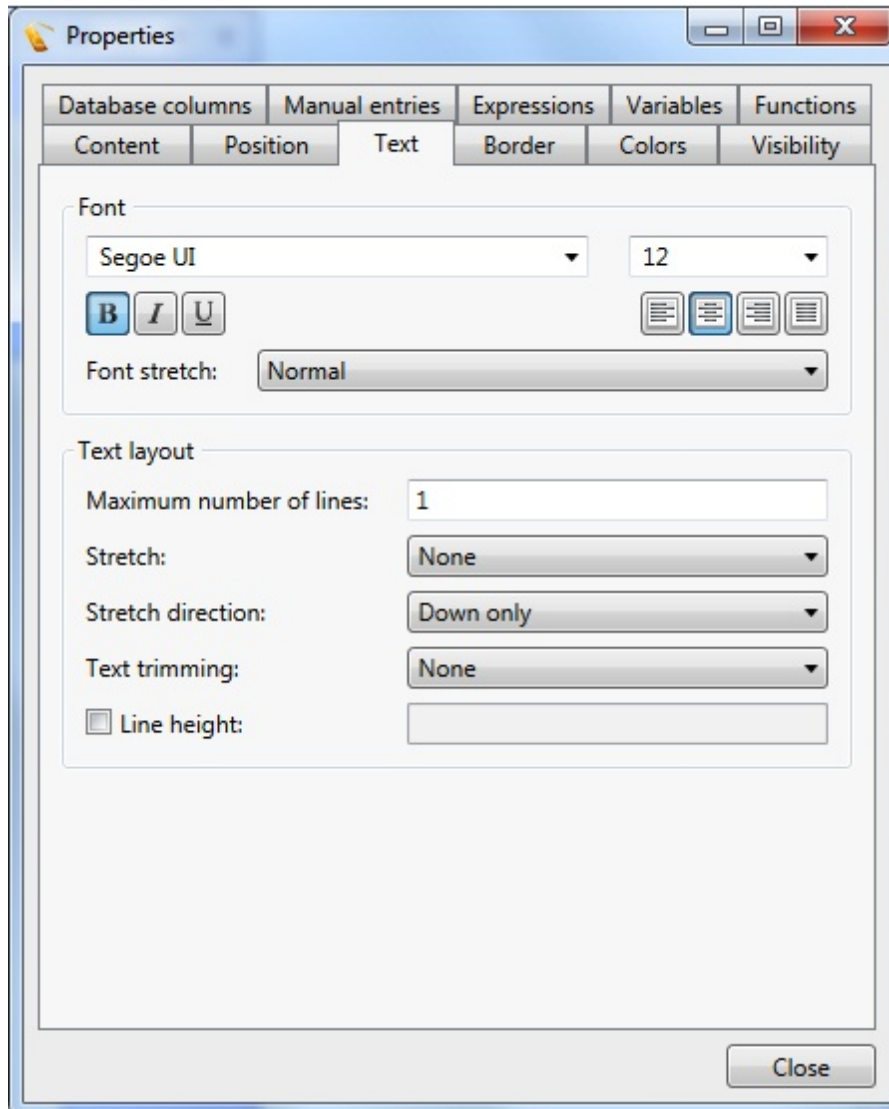 Properties
Database columns Manual entries Expressions Variables Functions
Content Position Text Border Colors Visibility
Font
Segoe UI 12
B I U
Font stretch: Normal
Text layout
Maximum number of lines: 1
Stretch: None
Stretch direction: Down only
Text trimming: None
Line height:
Close